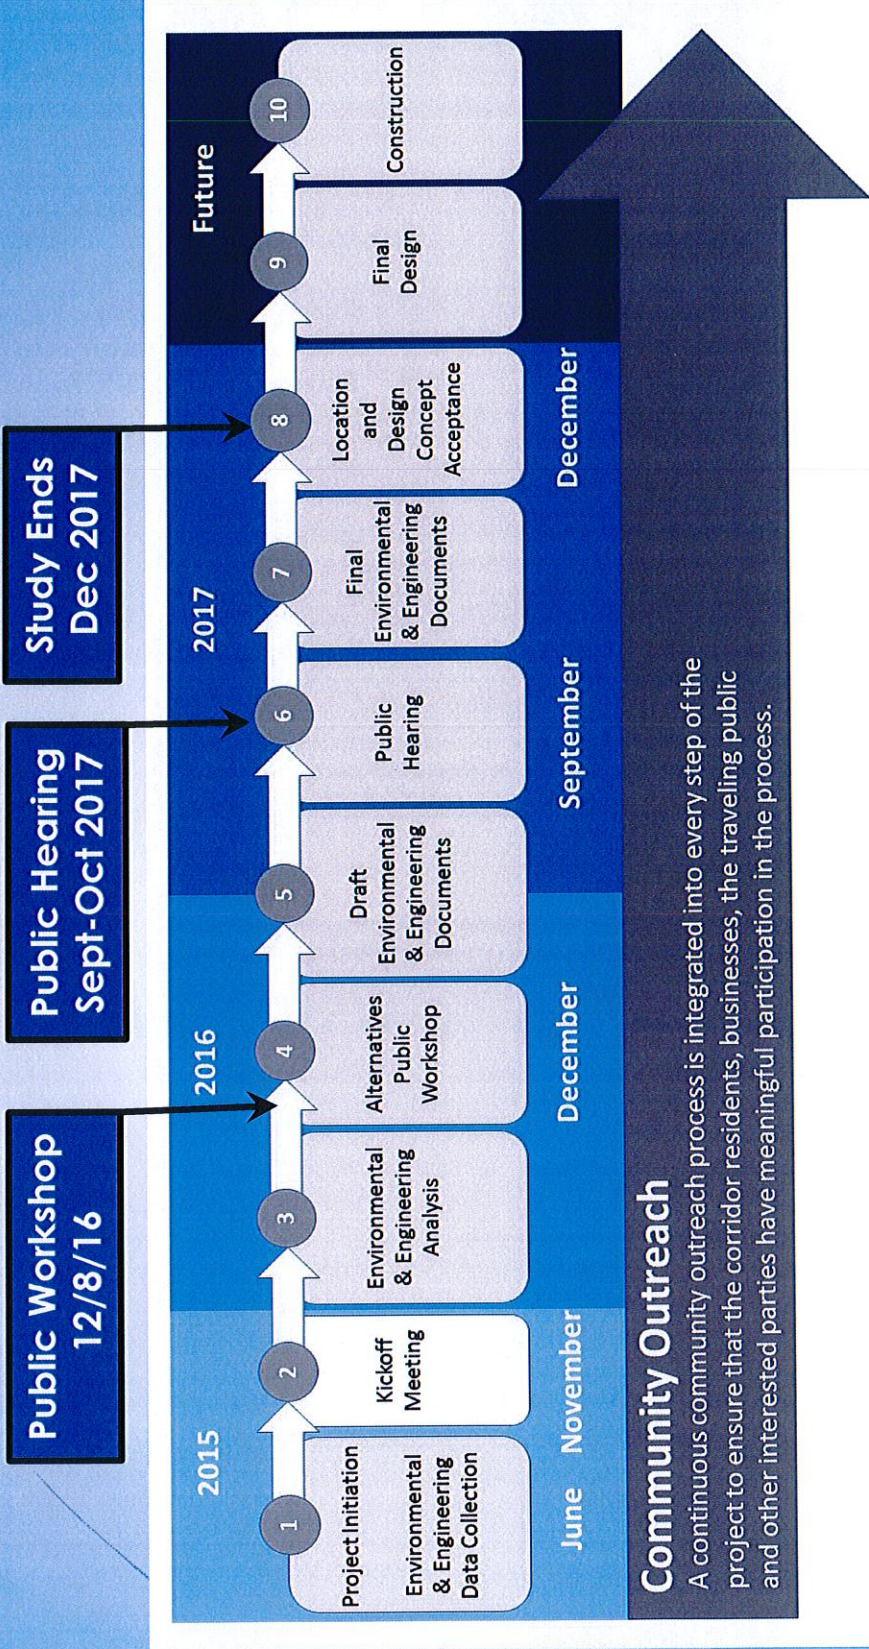 Public Workshop
12/8/16
Public Hearing
Sept-Oct 2017
Study Ends
Dec 2017
2015
2016
2017
Future
1
2
3
4
5
6
7
8
9
10
Project Initiation
Environmental
& Engineering
Data Collection
Kickoff
Meeting
Environmental
& Engineering
Analysis
Alternatives
Public
Workshop
Draft
Environmental
& Engineering
Documents
Public
Hearing
Final
Environmental
& Engineering
Documents
Location
and
Design
Concept
Acceptance
Final
Design
Construction
June
November
December
September
December
Community Outreach
A continuous community outreach process is integrated into every step of the
project to ensure that the corridor residents, businesses, the traveling public
and other interested parties have meaningful participation in the process.